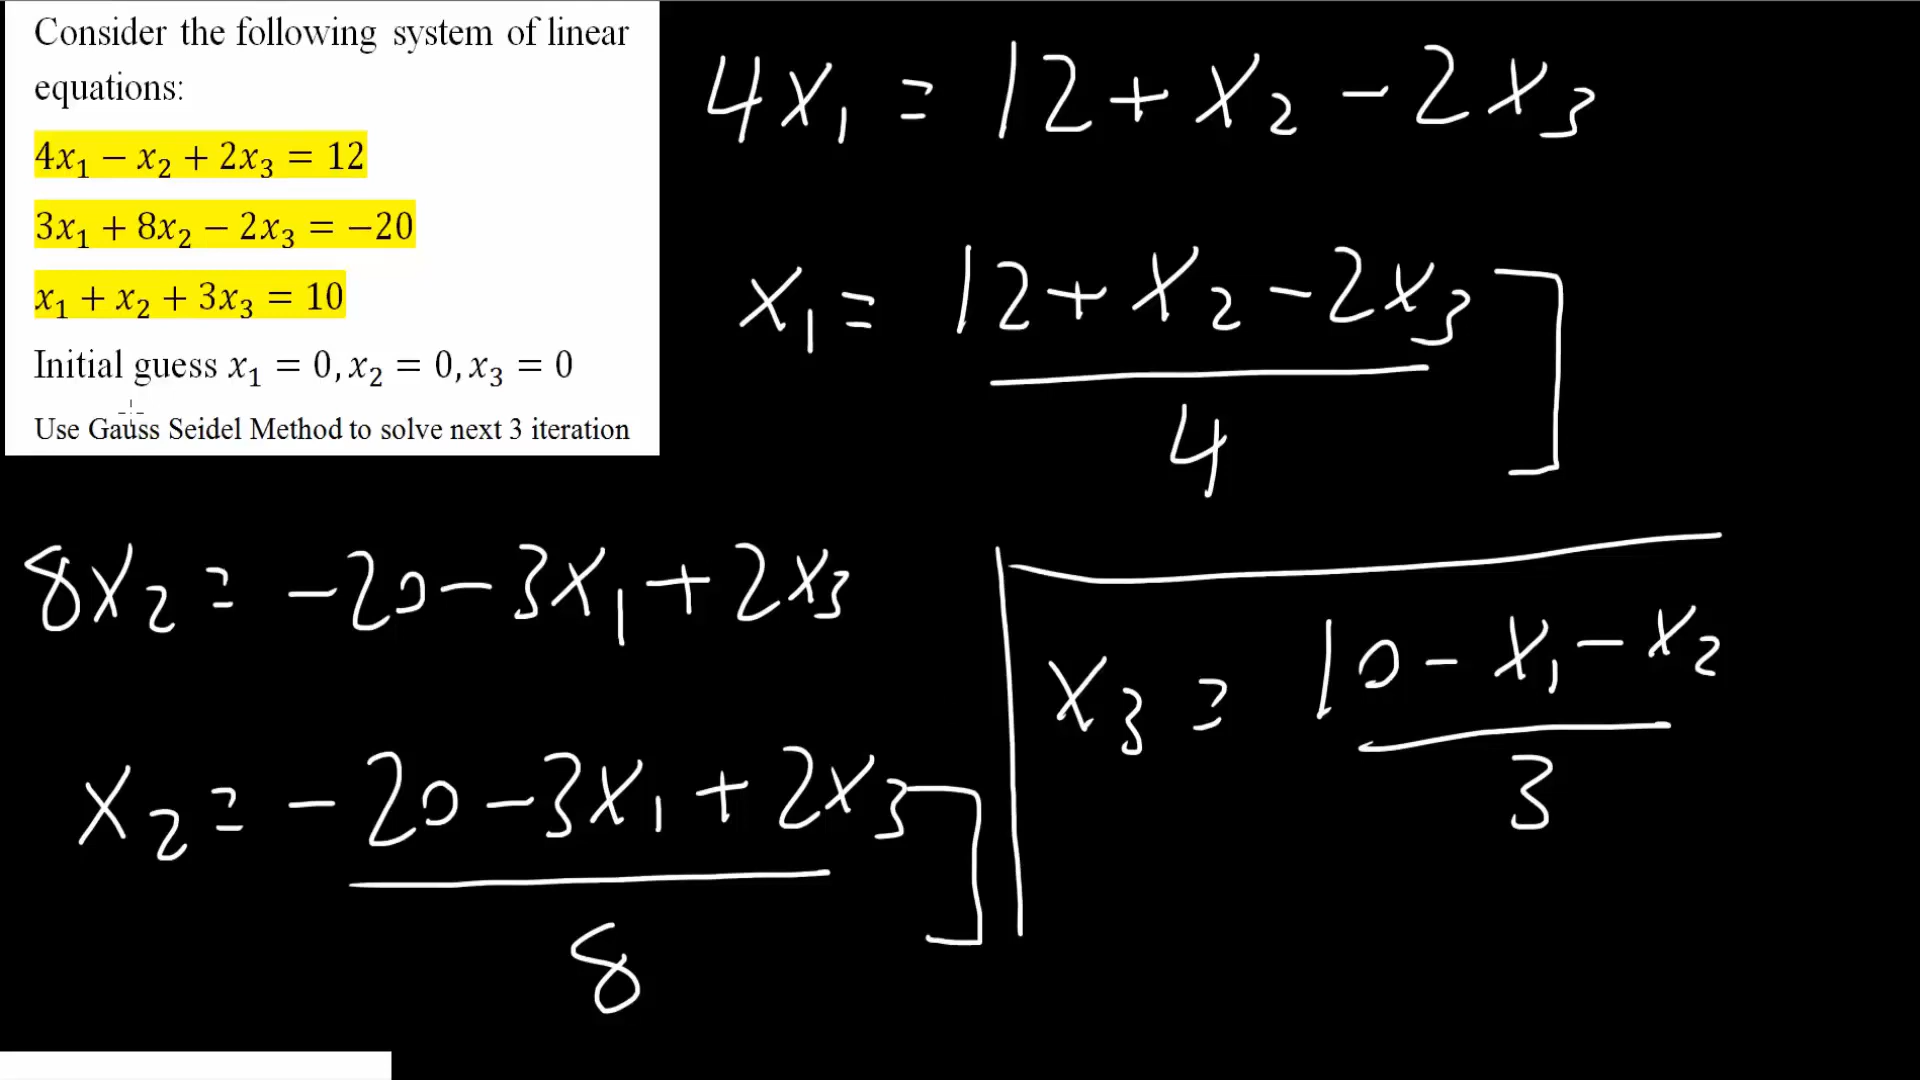 Consider the following system of linear
equations:
4x₁ − x₂ + 2x₃ = 12
3x₁ + 8x₂ − 2x₃ = −20
x₁ + x₂ + 3x₃ = 10
Initial guess x₁ = 0, x₂ = 0, x₃ = 0
Use Gauss Seidel Method to solve next 3 iteration
4x₁ = 12 + x₂ − 2x₃
x₁ = 12 + x₂ − 2x₃
4
8x₂ = −20 − 3x₁ + 2x₃
x₂ = −20 − 3x₁ + 2x₃
8
x₃ = 10 − x₁ − x₂
3